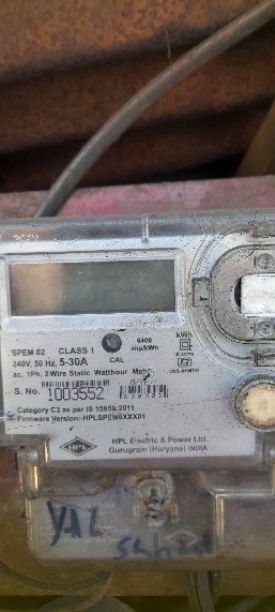 SPEM 02 CLASS 1
CAL
6400
imp/kWh
kWh
240V, 50 Hz, 5-30A
ac, 1Ph, 2Wire Static Watthour
S. No. 1003552
Category C3 as per IS 15959:2011
Firmware Version:-HPLSPEM6XXX01
HPL
HPL Electric & Power Ltd.
Gurugram (Haryana) INDIA